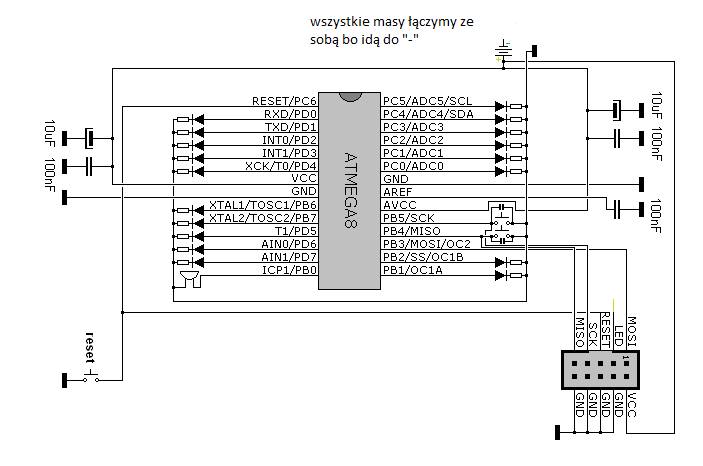 wszystkie masy łączymy ze
sobą bo idą do "-"
RESET/PC6
RXD/PD0
TXD/PD1
INT0/PD2
INT1/PD3
XCK/T0/PD4
VCC
GND
XTAL1/TOSC1/PB6
XTAL2/TOSC2/PB7
T1/PD5
AIN0/PD6
AIN1/PD7
ICP1/PB0
ATMEGA8
PC5/ADC5/SCL
PC4/ADC4/SDA
PC3/ADC3
PC2/ADC2
PC1/ADC1
PC0/ADC0
GND
AREF
AVCC
PB5/SCK
PB4/MISO
PB3/MOSI/OC2
PB2/SS/OC1B
PB1/OC1A
10uF
100nF
10uF
100nF
100nF
reset
MISO
SCK
RESET
LED
MOSI
1
GND
GND
GND
GND
VCC